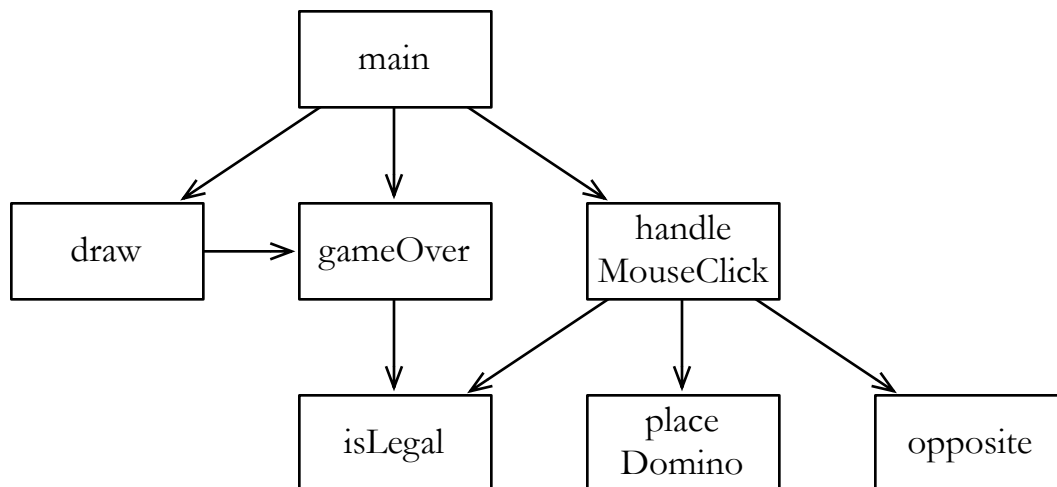 main
draw
gameOver
handle
MouseClick
isLegal
place
Domino
opposite